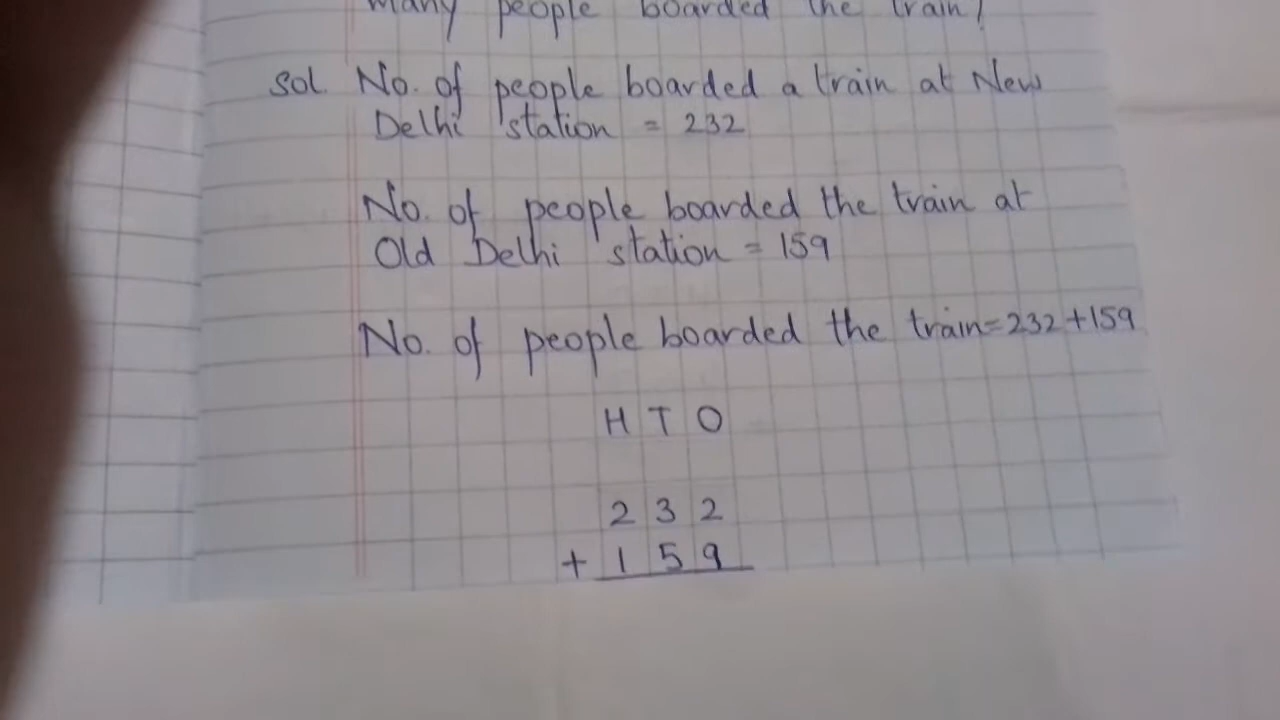 many people boarded the train?
Sol. No. of people boarded a train at New
Delhi station = 232
No. of people boarded the train at
Old Delhi station = 159
No. of people boarded the train=232+159
H T O
2 3 2
+ 1 5 9